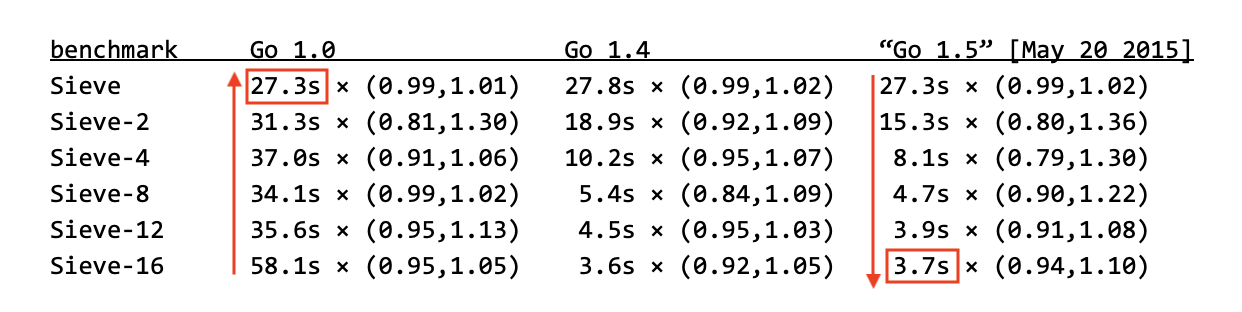 benchmark Go 1.0 Go 1.4 “Go 1.5” [May 20 2015]
Sieve 27.3s × (0.99,1.01) 27.8s × (0.99,1.02) 27.3s × (0.99,1.02)
Sieve-2 31.3s × (0.81,1.30) 18.9s × (0.92,1.09) 15.3s × (0.80,1.36)
Sieve-4 37.0s × (0.91,1.06) 10.2s × (0.95,1.07) 8.1s × (0.79,1.30)
Sieve-8 34.1s × (0.99,1.02) 5.4s × (0.84,1.09) 4.7s × (0.90,1.22)
Sieve-12 35.6s × (0.95,1.13) 4.5s × (0.95,1.03) 3.9s × (0.91,1.08)
Sieve-16 58.1s × (0.95,1.05) 3.6s × (0.92,1.05) 3.7s × (0.94,1.10)